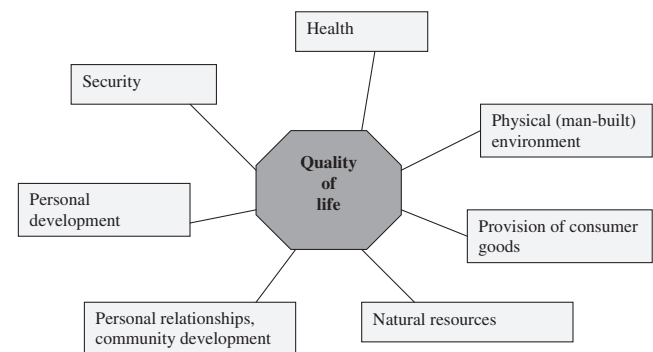 Health
Security
Physical (man-built)
environment
Quality
of
life
Personal
development
Provision of consumer
goods
Personal relationships,
community development
Natural resources